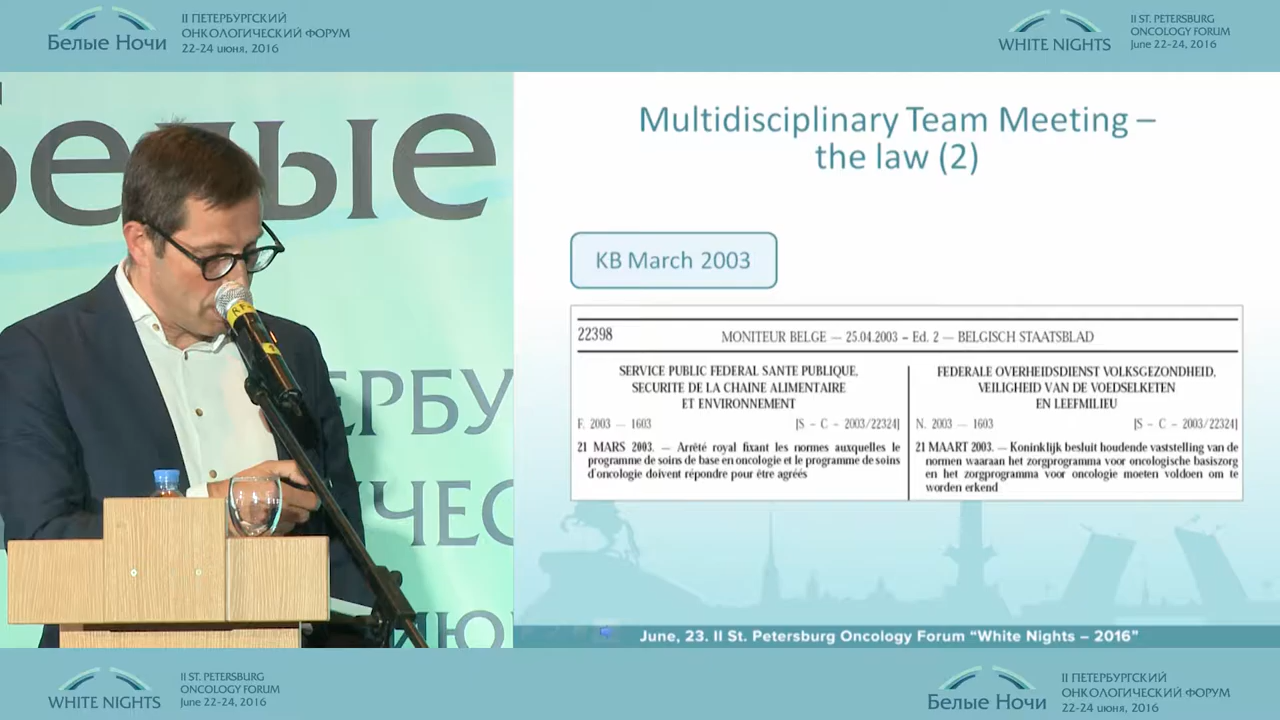 Белые Ночи
II ПЕТЕРБУРГСКИЙ
ОНКОЛОГИЧЕСКИЙ ФОРУМ
22-24 июня, 2016
WHITE NIGHTS
II ST. PETERSBURG
ONCOLOGY FORUM
June 22-24, 2016
Белые
ЕРБУ
ЧЕС
ИЮ
Multidisciplinary Team Meeting –
the law (2)
KB March 2003
22398 MONITEUR BELGE — 25.04.2003 – Ed. 2 — BELGISCH STAATSBLAD
SERVICE PUBLIC FEDERAL SANTE PUBLIQUE,
SECURITE DE LA CHAINE ALIMENTAIRE
ET ENVIRONNEMENT
F. 2003 — 1603 [S – C – 2003/22324]
21 MARS 2003. — Arrêté royal fixant les normes auxquelles le
programme de soins de base en oncologie et le programme de soins
d'oncologie doivent répondre pour être agréés
FEDERALE OVERHEIDSDIENST VOLKSGEZONDHEID,
VEILIGHEID VAN DE VOEDSELKETEN
EN LEEFMILIEU
N. 2003 — 1603 [S – C – 2003/22324]
21 MAART 2003. — Koninklijk besluit houdende vaststelling van de
normen waaraan het zorgprogramma voor oncologische basiszorg
en het zorgprogramma voor oncologie moeten voldoen om te
worden erkend
June, 23. II St. Petersburg Oncology Forum “White Nights – 2016”
WHITE NIGHTS
II ST. PETERSBURG
ONCOLOGY FORUM
June 22-24, 2016
Белые Ночи
II ПЕТЕРБУРГСКИЙ
ОНКОЛОГИЧЕСКИЙ ФОРУМ
22-24 июня, 2016